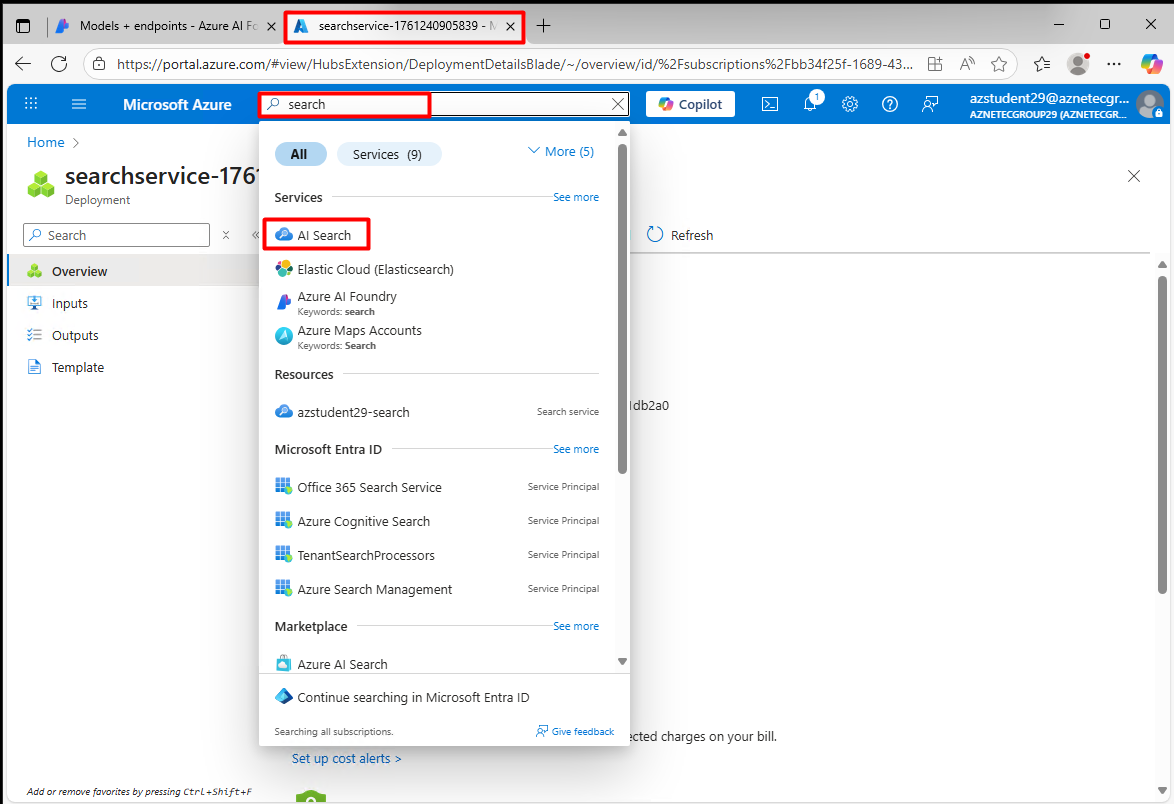 Models + endpoints - Azure AI Fo
searchservice-1761240905839 - M
https://portal.azure.com/#view/HubsExtension/DeploymentDetailsBlade/~/overview/id/%2Fsubscriptions%2Fbb34f25f-1689-43...
Microsoft Azure
search
Copilot
1
azstudent29@aznetecgr...
AZNETECGROUP29 (AZNETECGR...
Home
searchservice-1761
Deployment
Search
Refresh
Overview
Inputs
Outputs
Template
All
Services (9)
More (5)
Services
See more
AI Search
Elastic Cloud (Elasticsearch)
Azure AI Foundry
Keywords: search
Azure Maps Accounts
Keywords: Search
Resources
azstudent29-search
Search service
1db2a0
Microsoft Entra ID
See more
Office 365 Search Service
Service Principal
Azure Cognitive Search
Service Principal
TenantSearchProcessors
Service Principal
Azure Search Management
Service Principal
Marketplace
See more
Azure AI Search
Continue searching in Microsoft Entra ID
Searching all subscriptions.
Give feedback
ected charges on your bill.
Set up cost alerts >
Add or remove favorites by pressing Ctrl+Shift+F